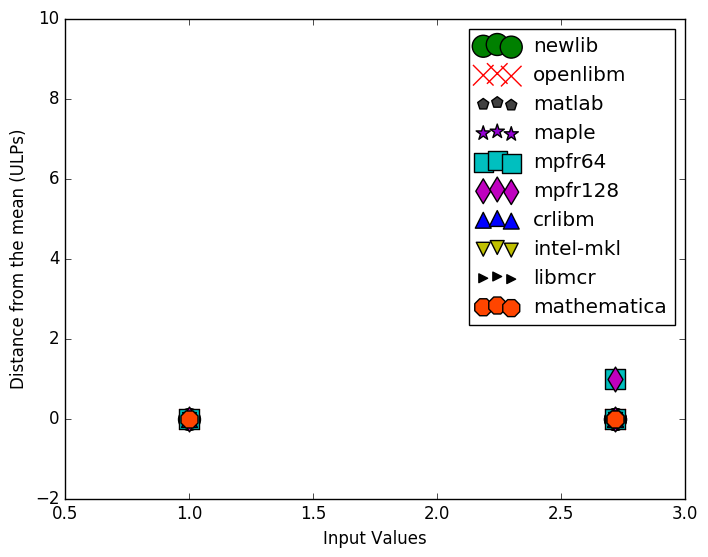 10
8
6
4
2
0
−2
0.5
1.0
1.5
2.0
2.5
3.0
Distance from the mean (ULPs)
Input Values
newlib
openlibm
matlab
maple
mpfr64
mpfr128
crlibm
intel-mkl
libmcr
mathematica